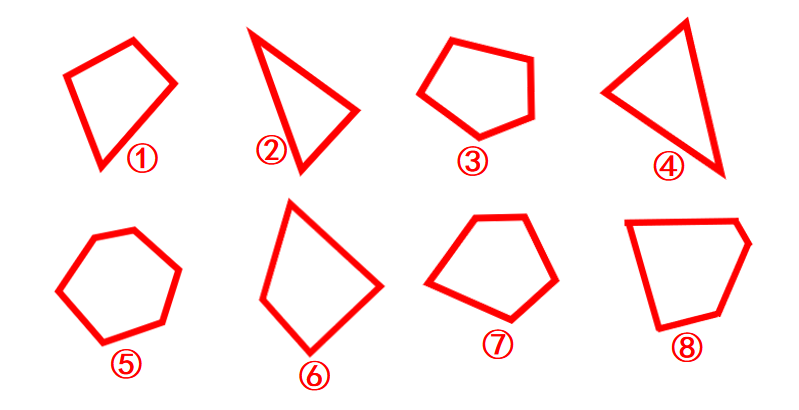 ① ② ③ ④
⑤ ⑥ ⑦ ⑧